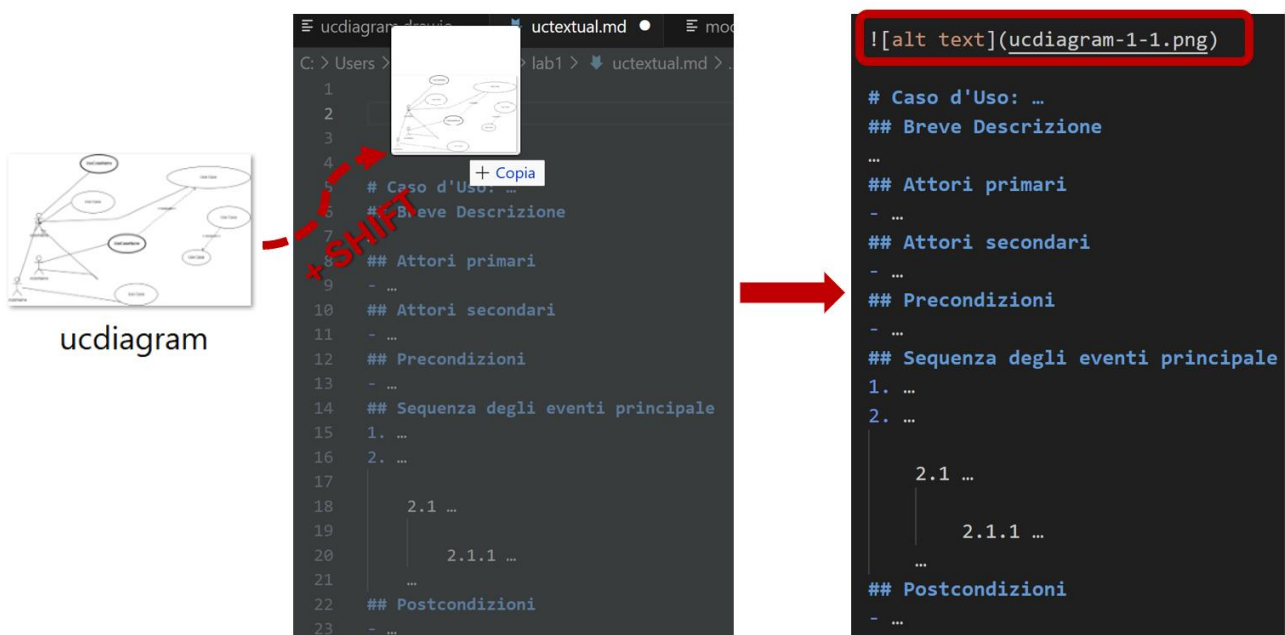 ucdiagram
ucdiagram.drawio
uctextual.md
C: > Users > lab1 > uctextual.md >
1
2
3
4
5 # Caso d'Uso: …
6 ## Breve Descrizione
7
8 ## Attori primari
9 - …
10 ## Attori secondari
11 - …
12 ## Precondizioni
13 - …
14 ## Sequenza degli eventi principale
15 1. …
16 2. …
17
18 2.1 …
19
20 2.1.1 …
21 …
22 ## Postcondizioni
23 - …
+ Copia
+ SHIFT
![alt text](ucdiagram-1-1.png)
# Caso d'Uso: …
## Breve Descrizione
…
## Attori primari
- …
## Attori secondari
- …
## Precondizioni
- …
## Sequenza degli eventi principale
1. …
2. …
2.1 …
2.1.1 …
…
## Postcondizioni
- …